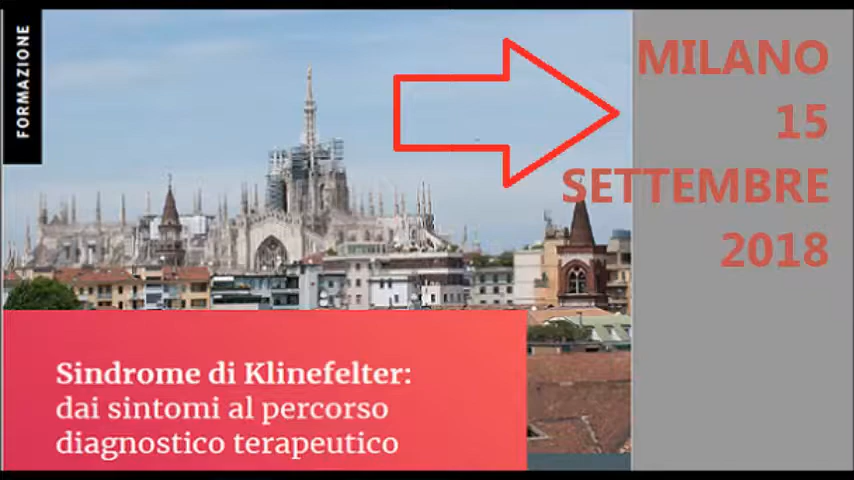 FORMAZIONE
MILANO
15
SETTEMBRE
2018
Sindrome di Klinefelter:
dai sintomi al percorso
diagnostico terapeutico